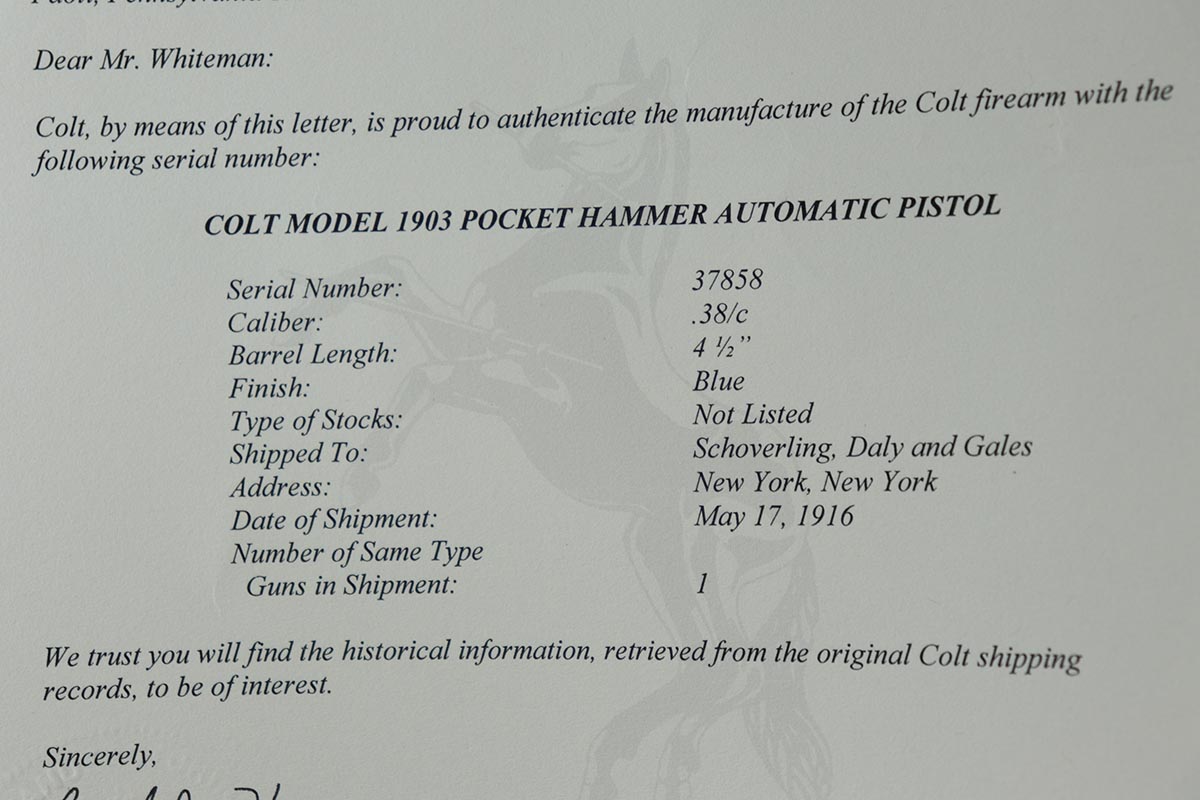 Dear Mr. Whiteman:
Colt, by means of this letter, is proud to authenticate the manufacture of the Colt firearm with the
following serial number:
COLT MODEL 1903 POCKET HAMMER AUTOMATIC PISTOL
Serial Number: 37858
Caliber: .38/c
Barrel Length: 4 ½”
Finish: Blue
Type of Stocks: Not Listed
Shipped To: Schoverling, Daly and Gales
Address: New York, New York
Date of Shipment: May 17, 1916
Number of Same Type
Guns in Shipment: 1
We trust you will find the historical information, retrieved from the original Colt shipping
records, to be of interest.
Sincerely,